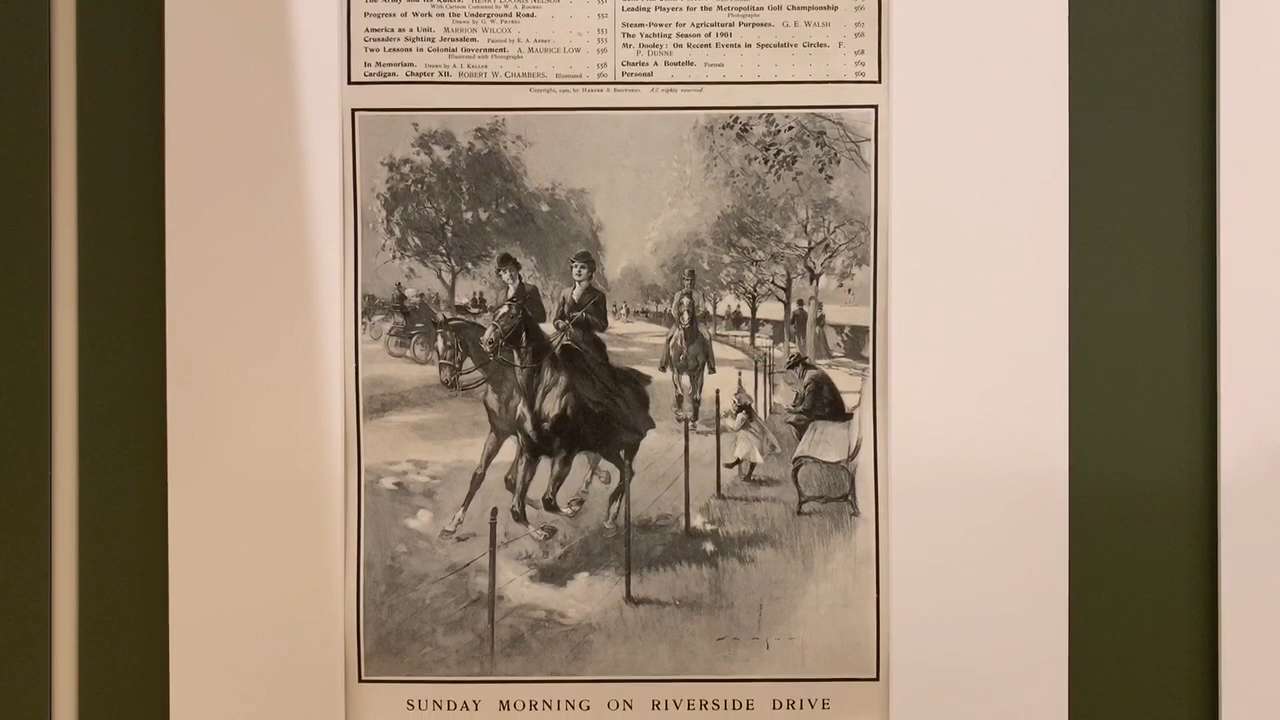 The Army and its Rulers. HENRY LOOMIS NELSON 551
With Cartoon Comment by W. A. Rogers
Progress of Work on the Underground Road. 552
Drawn by G. W. Peters
America as a Unit. MARRION WILCOX 553
Crusaders Sighting Jerusalem. Painted by E. A. Abbey 555
Two Lessons in Colonial Government. A. MAURICE LOW 556
Illustrated with Photographs
In Memoriam. Drawn by A. I. Keller 558
Cardigan. Chapter XII. ROBERT W. CHAMBERS. Illustrated 560
Leading Players for the Metropolitan Golf Championship 566
Photographs
Steam-Power for Agricultural Purposes. G. E. WALSH 567
The Yachting Season of 1901 568
Mr. Dooley: On Recent Events in Speculative Circles. F.
P. DUNNE 568
Charles A. Boutelle. Portrait 569
Personal 569
Copyright, 1901, by Harper & Brothers. All rights reserved.
SUNDAY MORNING ON RIVERSIDE DRIVE